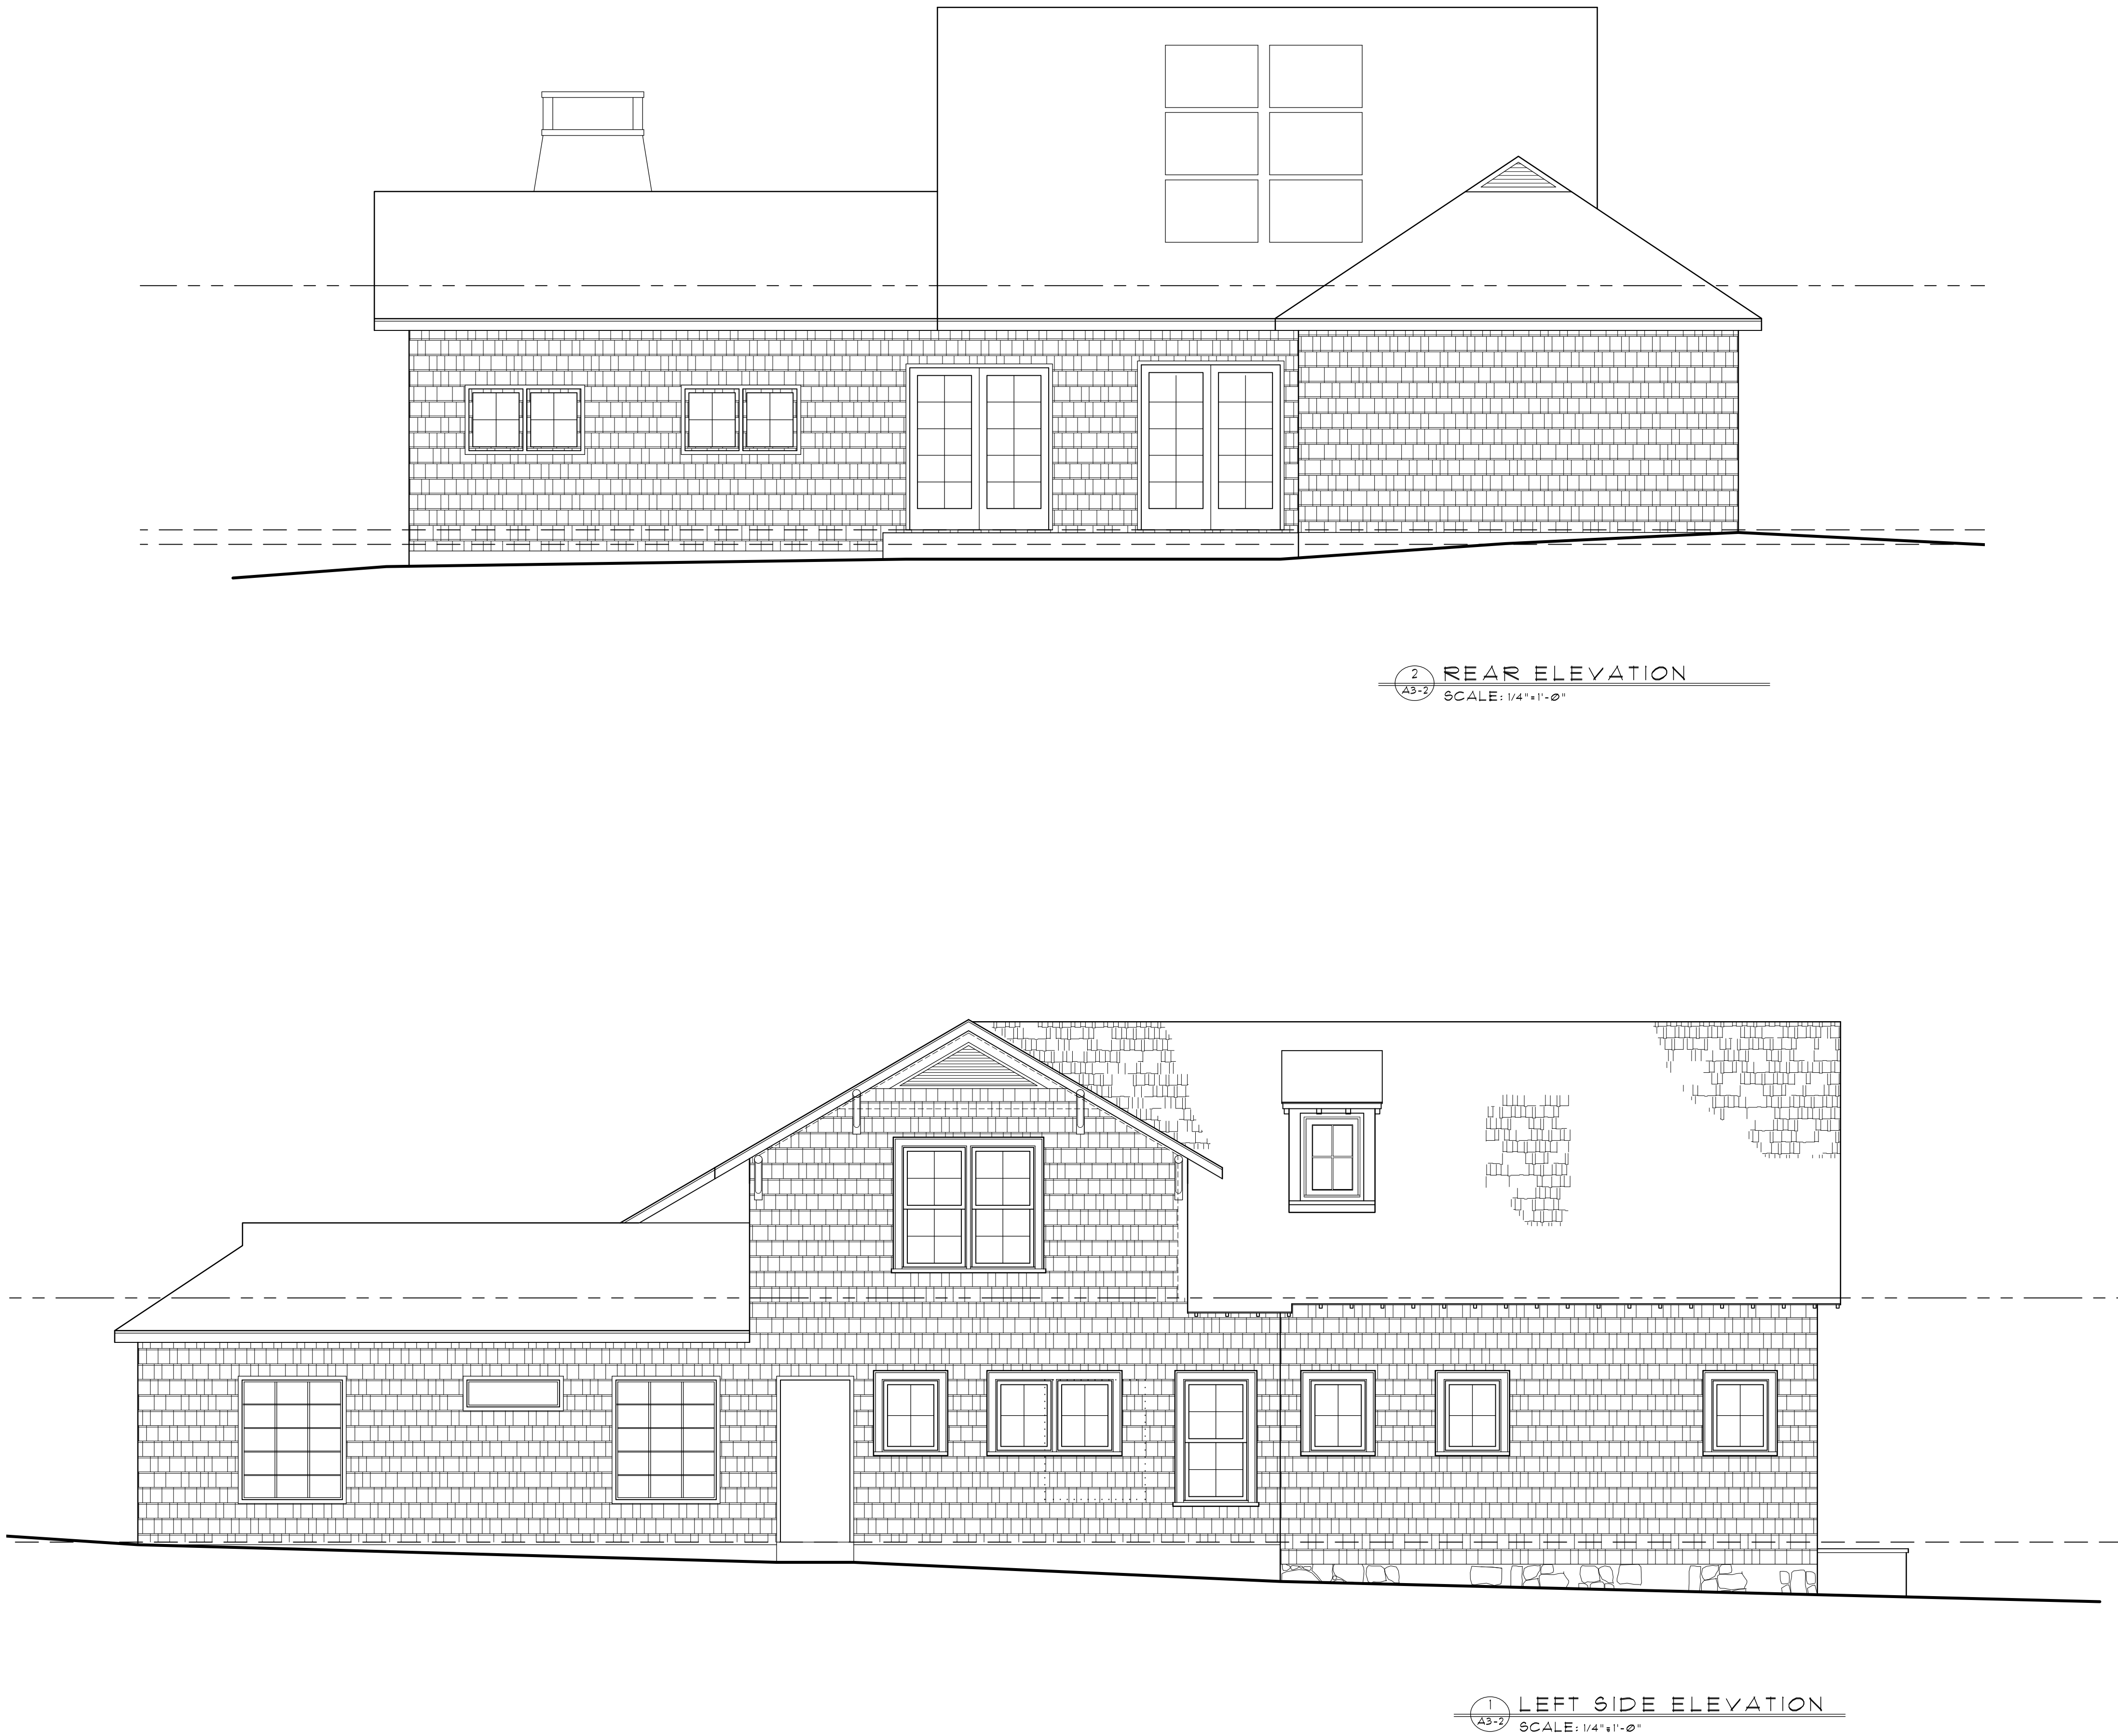 2 REAR ELEVATION
A3-2 SCALE: 1/4"=1'-0"
1 LEFT SIDE ELEVATION
A3-2 SCALE: 1/4"=1'-0"